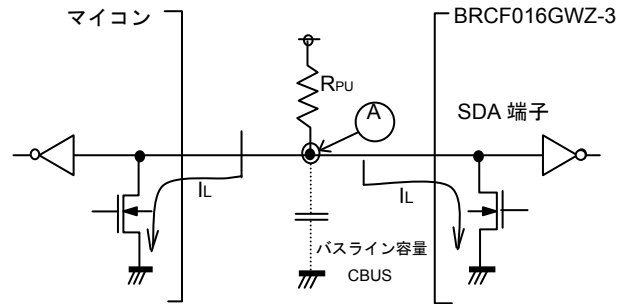 マイコン
BRCF016GWZ-3
RPU
A
SDA 端子
IL
IL
バスライン容量
CBUS